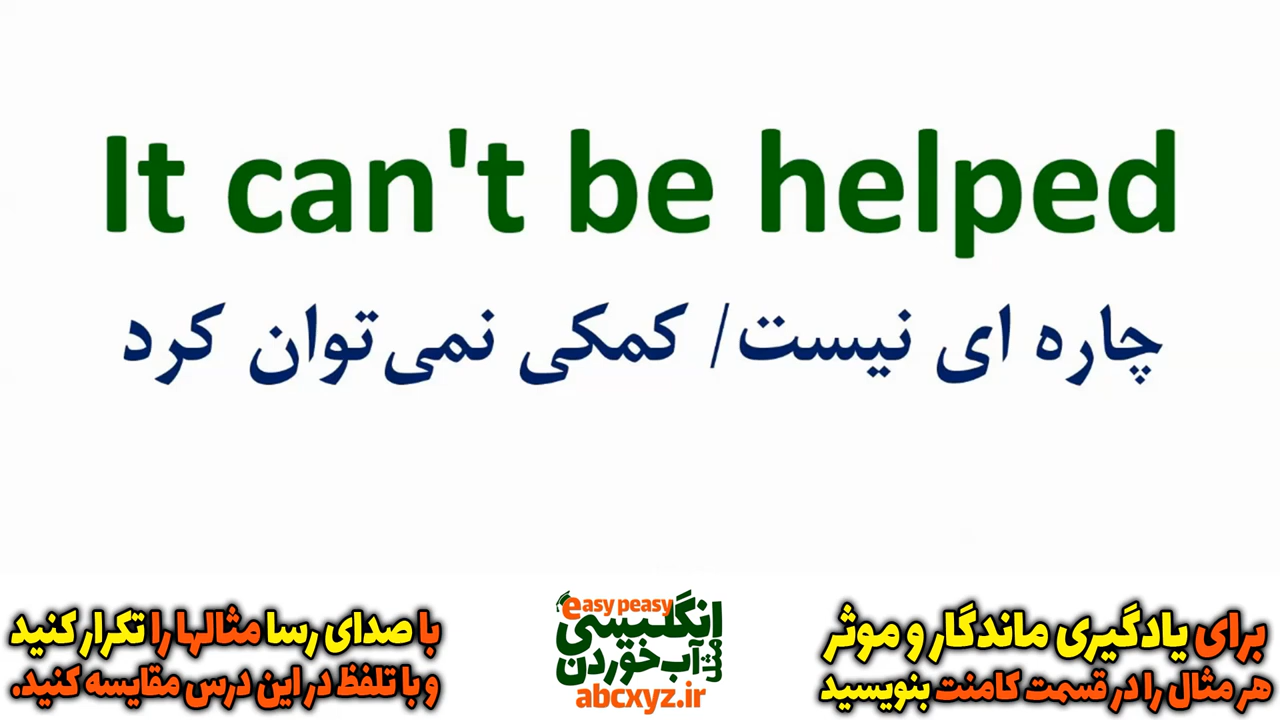 It can't be helped
چاره ای نیست/ کمکی نمی‌توان کرد
برای یادگیری ماندگار و موثر
هر مثال را در قسمت کامنت بنویسید
easy peasy
انگلیسی
مثل آب خوردن
abcxyz.ir
با صدای رسا مثالها را تکرار کنید
و با تلفظ در این درس مقایسه کنید.